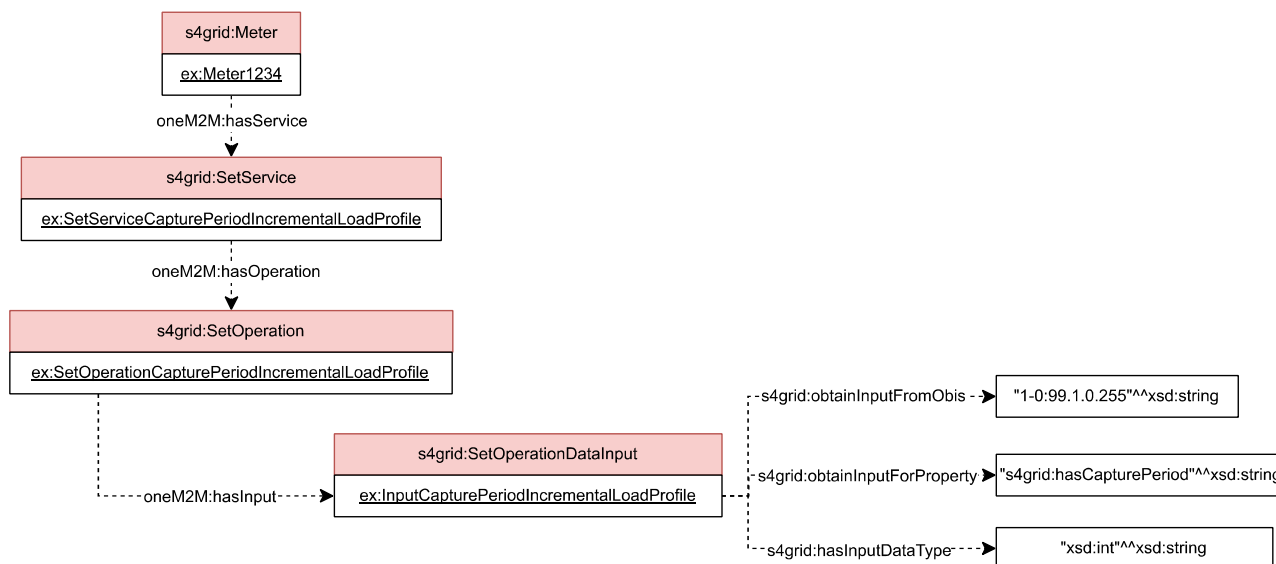 s4grid:Meter
ex:Meter1234
oneM2M:hasService
s4grid:SetService
ex:SetServiceCapturePeriodIncrementalLoadProfile
oneM2M:hasOperation
s4grid:SetOperation
ex:SetOperationCapturePeriodIncrementalLoadProfile
s4grid:obtainInputFromObis
"1-0:99.1.0.255"^^xsd:string
s4grid:SetOperationDataInput
s4grid:obtainInputForProperty
"s4grid:hasCapturePeriod"^^xsd:string
oneM2M:hasInput
ex:InputCapturePeriodIncrementalLoadProfile
s4grid:hasInputDataType
"xsd:int"^^xsd:string